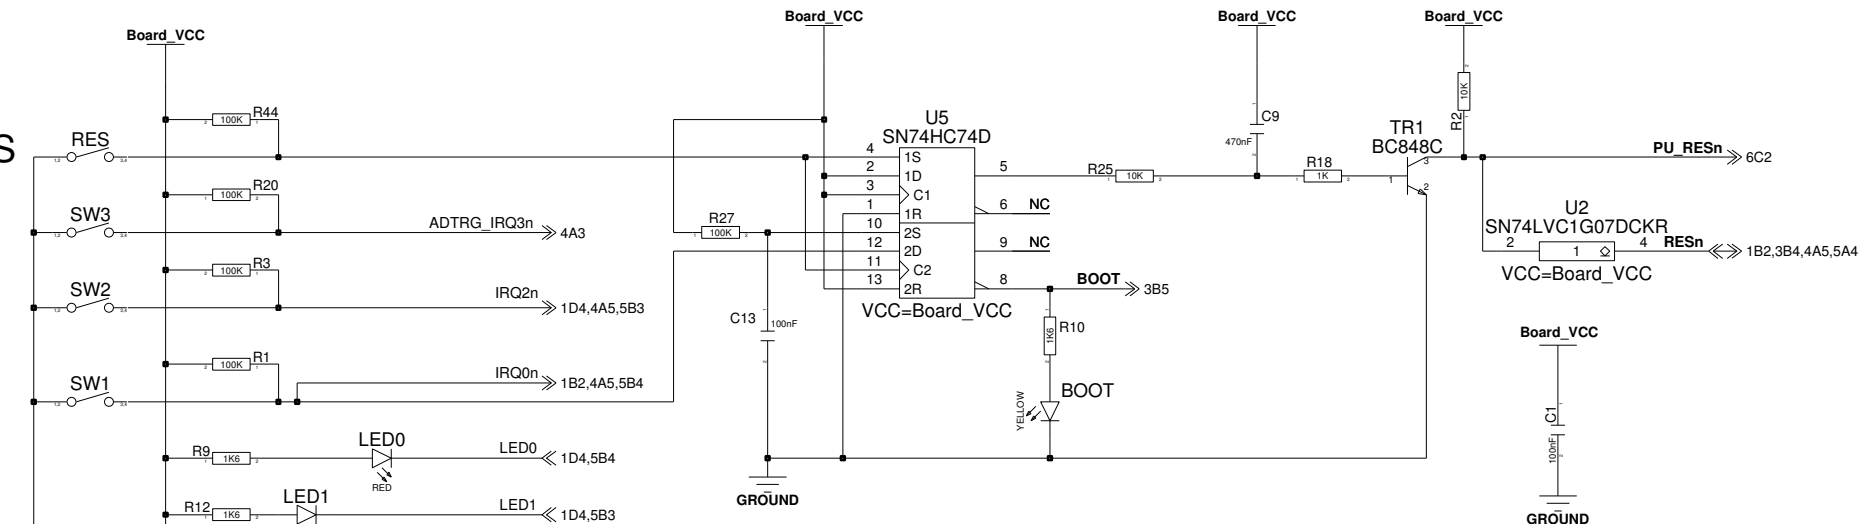 Board_VCC
Board_VCC
Board_VCC
Board_VCC
S
RES
R44
100K
R20
100K
SW3
ADTRG_IRQ3n
4A3
R3
100K
SW2
IRQ2n
1D4,4A5,5B3
R1
100K
SW1
IRQ0n
1B2,4A5,5B4
R9
1K6
LED0
RED
LED0
1D4,5B4
R12
1K6
LED1
LED1
1D4,5B3
R27
100K
C13
100nF
GROUND
U5
SN74HC74D
4
1S
2
1D
3
C1
1
1R
10
2S
12
2D
11
C2
13
2R
5
6
NC
9
NC
8
BOOT
3B5
VCC=Board_VCC
R10
1K6
BOOT
YELLOW
R25
10K
C9
470nF
R18
1K
TR1
BC848C
1
3
2
R2
10K
PU_RESn
6C2
U2
SN74LVC1G07DCKR
2
1
4
RESn
1B2,3B4,4A5,5A4
VCC=Board_VCC
Board_VCC
C1
100nF
GROUND